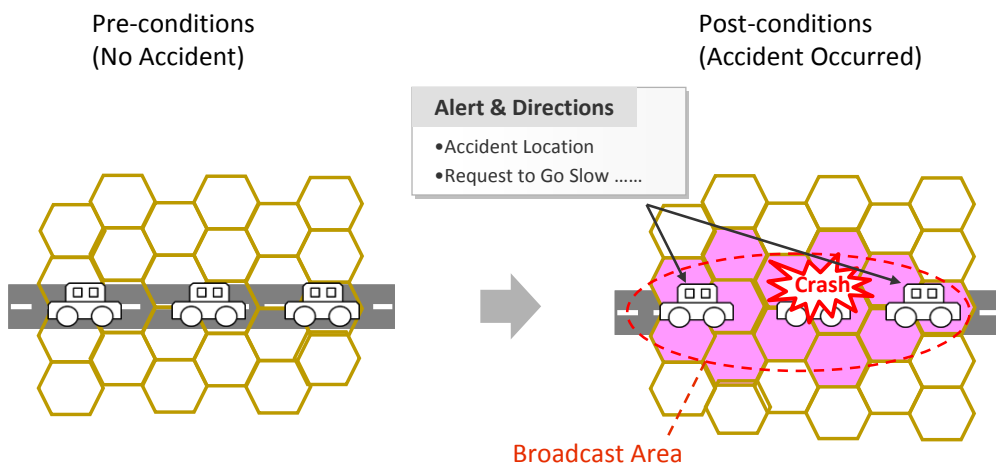 Pre-conditions
(No Accident)
Post-conditions
(Accident Occurred)
Alert & Directions
•Accident Location
•Request to Go Slow ......
Crash
Broadcast Area